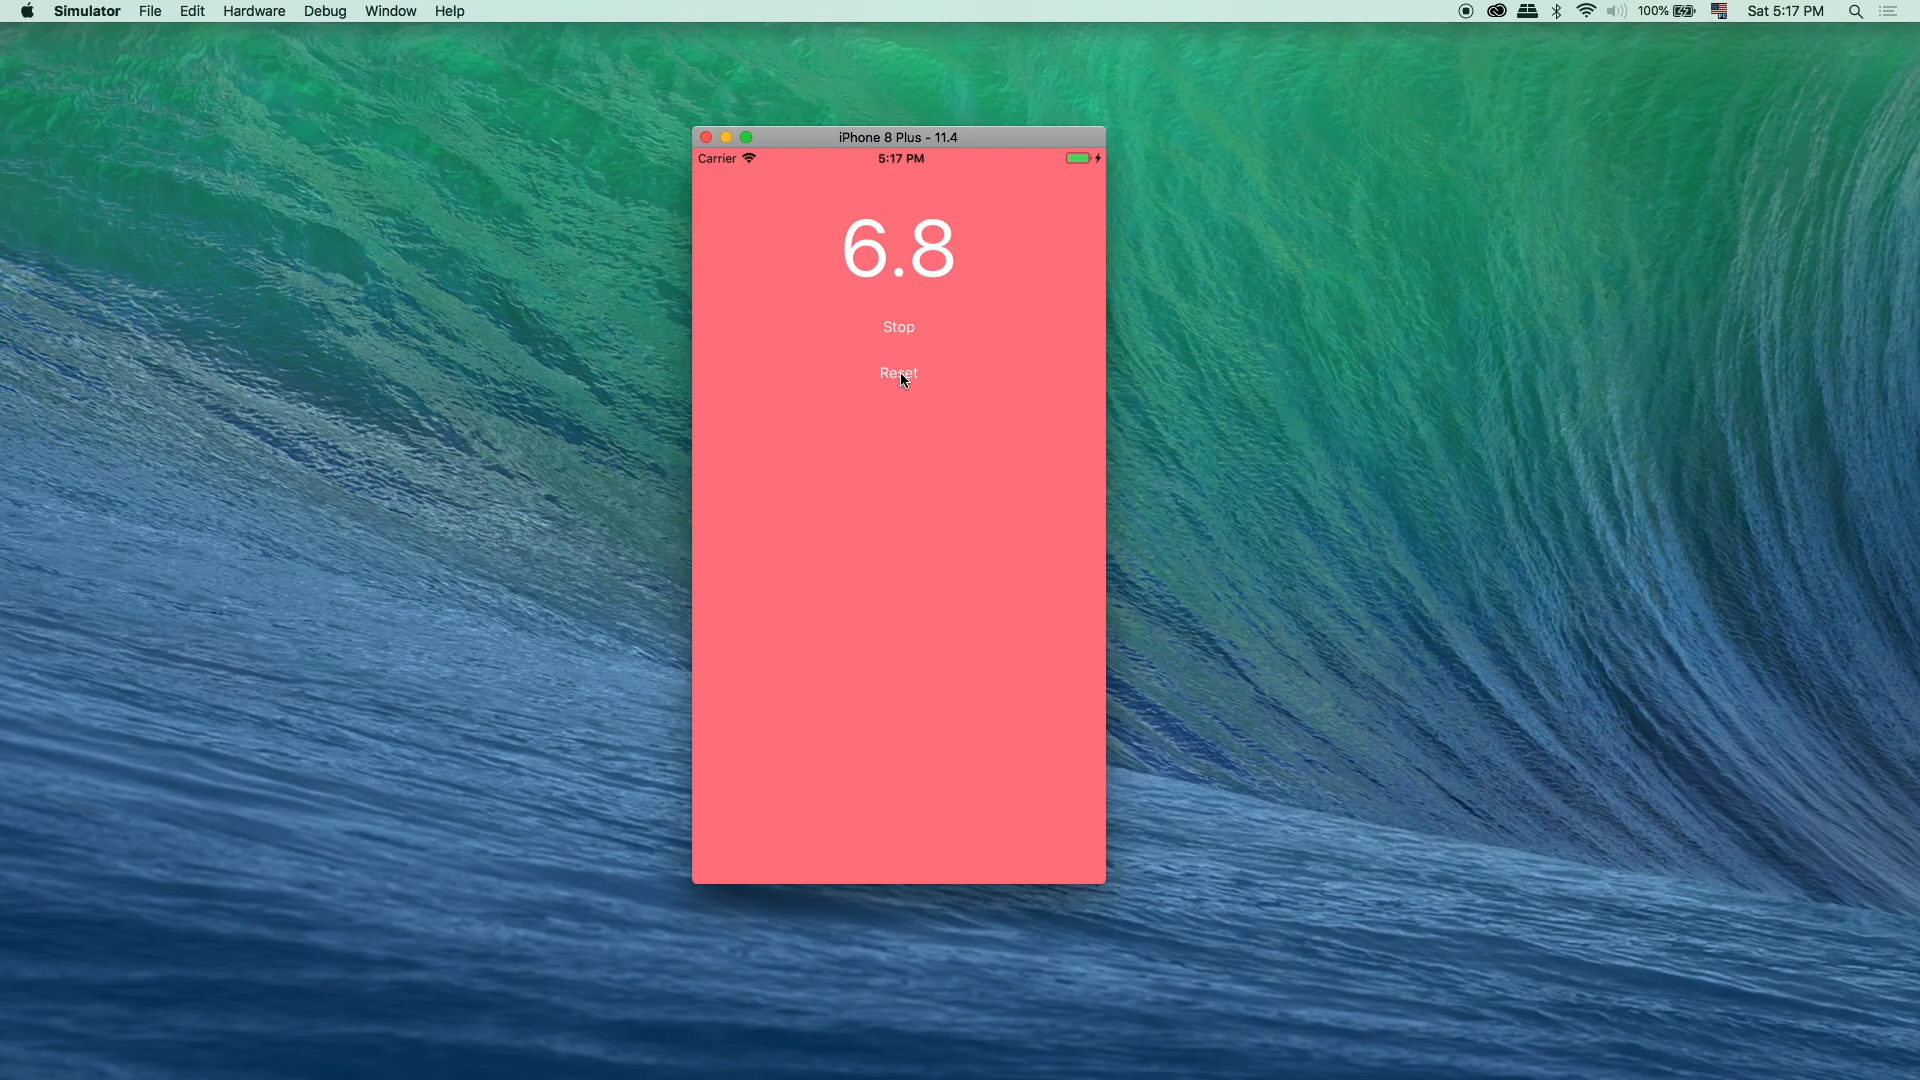 Simulator File Edit Hardware Debug Window Help 100% Sat 5:17 PM
iPhone 8 Plus - 11.4
Carrier 5:17 PM
6.8
Stop
Reset